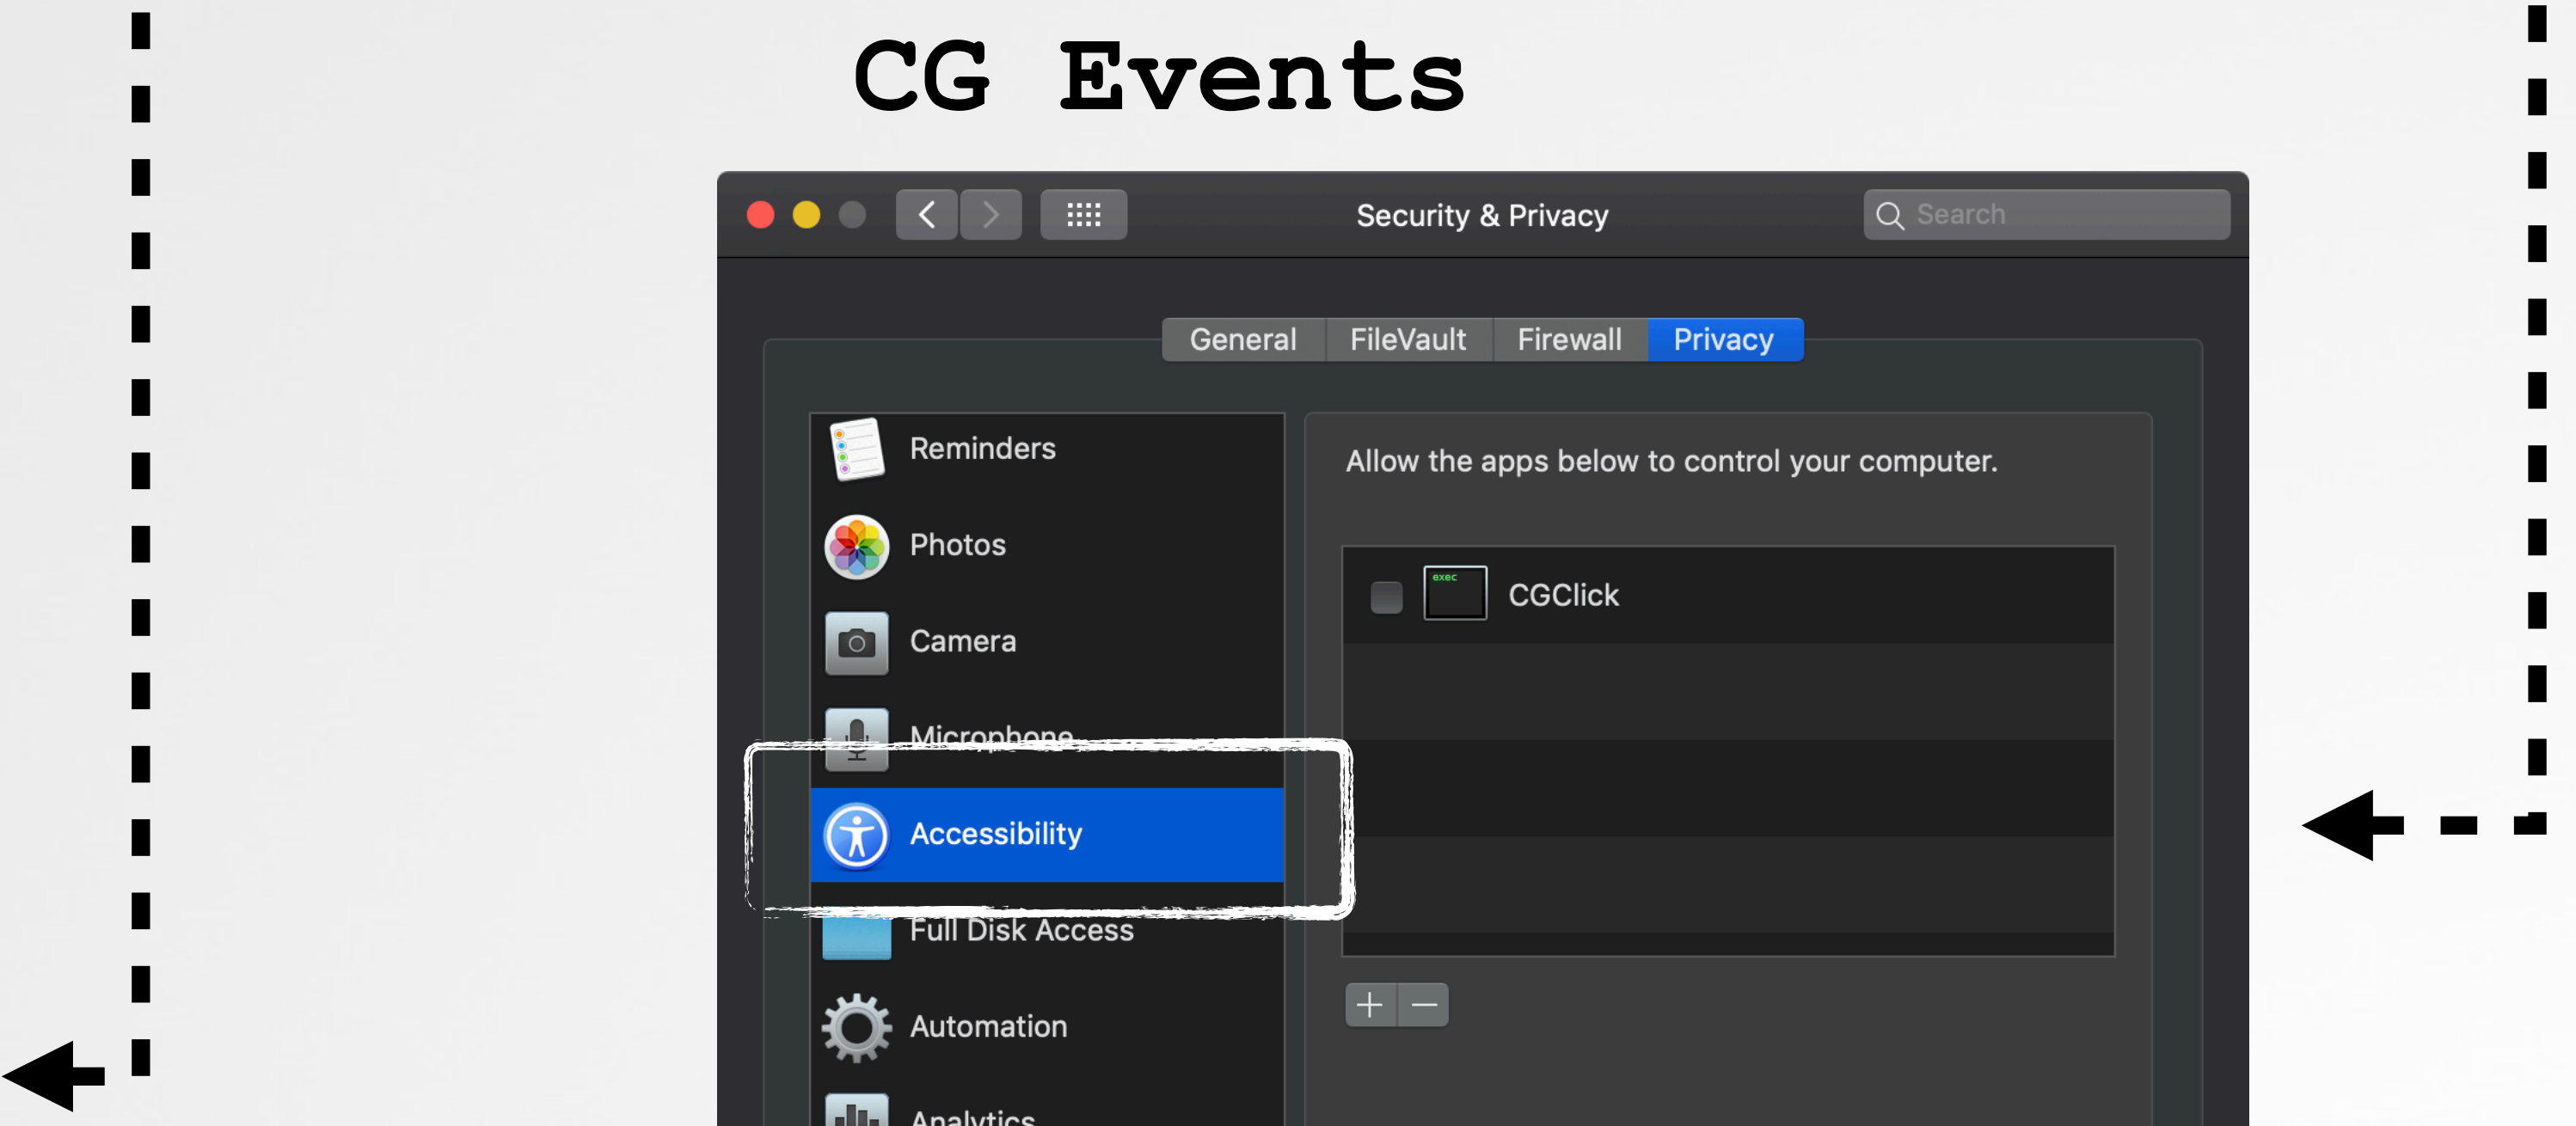 CG Events
Security & Privacy
Search
General FileVault Firewall Privacy
Reminders
Photos
Camera
Microphone
Accessibility
Full Disk Access
Automation
Analytics
Allow the apps below to control your computer.
exec CGClick